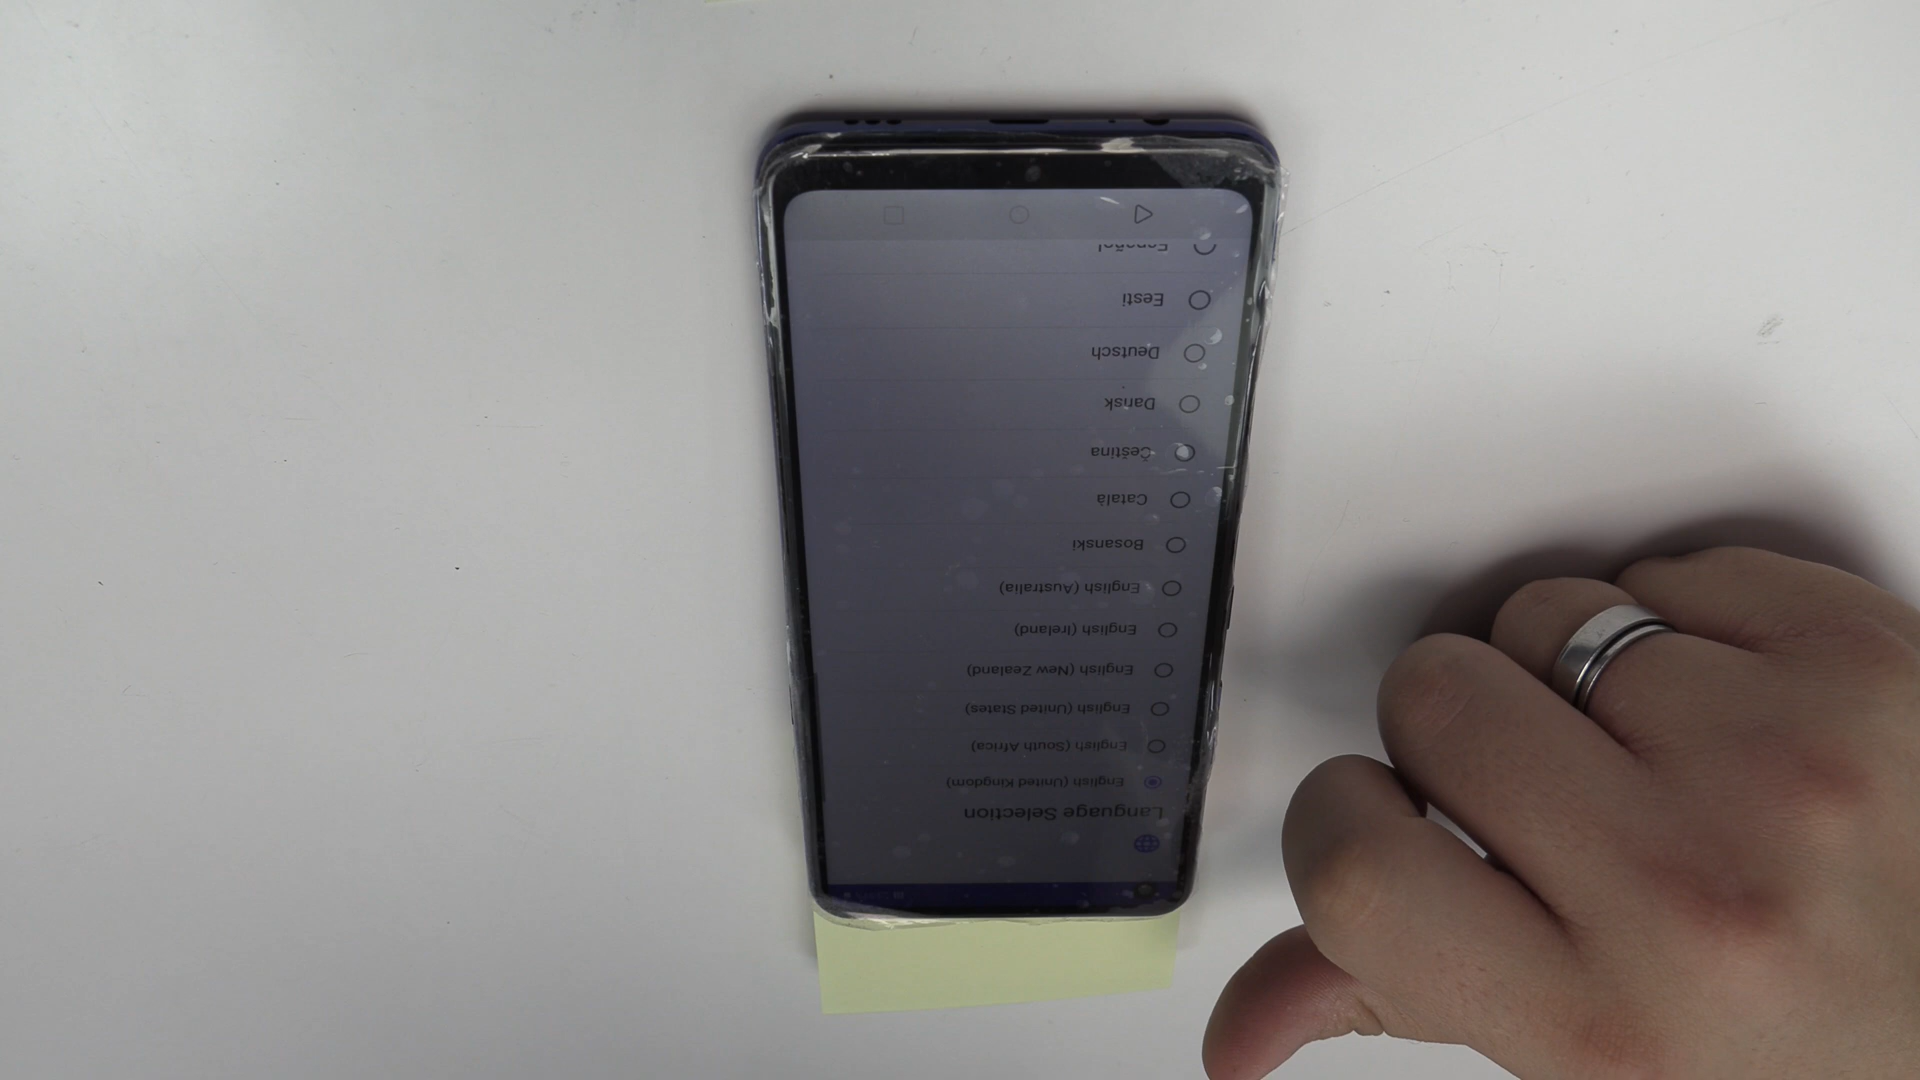 Language Selection
English (United Kingdom)
English (South Africa)
English (United States)
English (New Zealand)
English (Ireland)
English (Australia)
Bosanski
Català
Čeština
Dansk
Deutsch
Eesti
Español